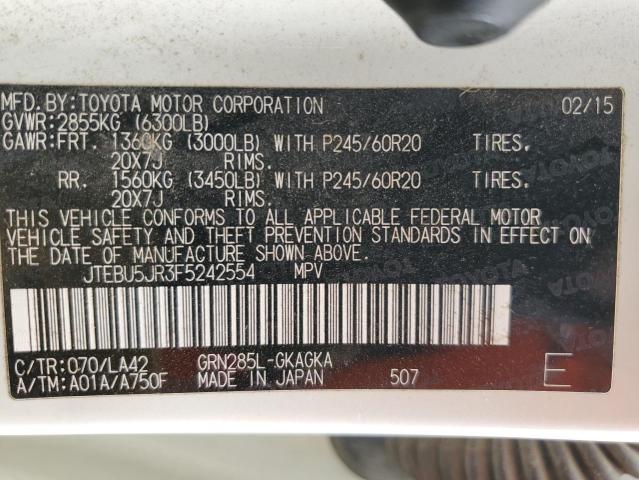 MFD.BY:TOYOTA MOTOR CORPORATION 02/15
GVWR:2855KG (6300LB)
GAWR:FRT. 1360KG (3000LB) WITH P245/60R20 TIRES.
20X7J RIMS.
RR. 1560KG (3450LB) WITH P245/60R20 TIRES.
20X7J RIMS.
THIS VEHICLE CONFORMS TO ALL APPLICABLE FEDERAL MOTOR
VEHICLE SAFETY AND THEFT PREVENTION STANDARDS IN EFFECT ON
THE DATE OF MANUFACTURE SHOWN ABOVE.
JTEBU5JR3F5242554 MPV
C/TR:070/LA42 GRN285L-GKAGKA
A/TM:A01A/A750F MADE IN JAPAN 507 E